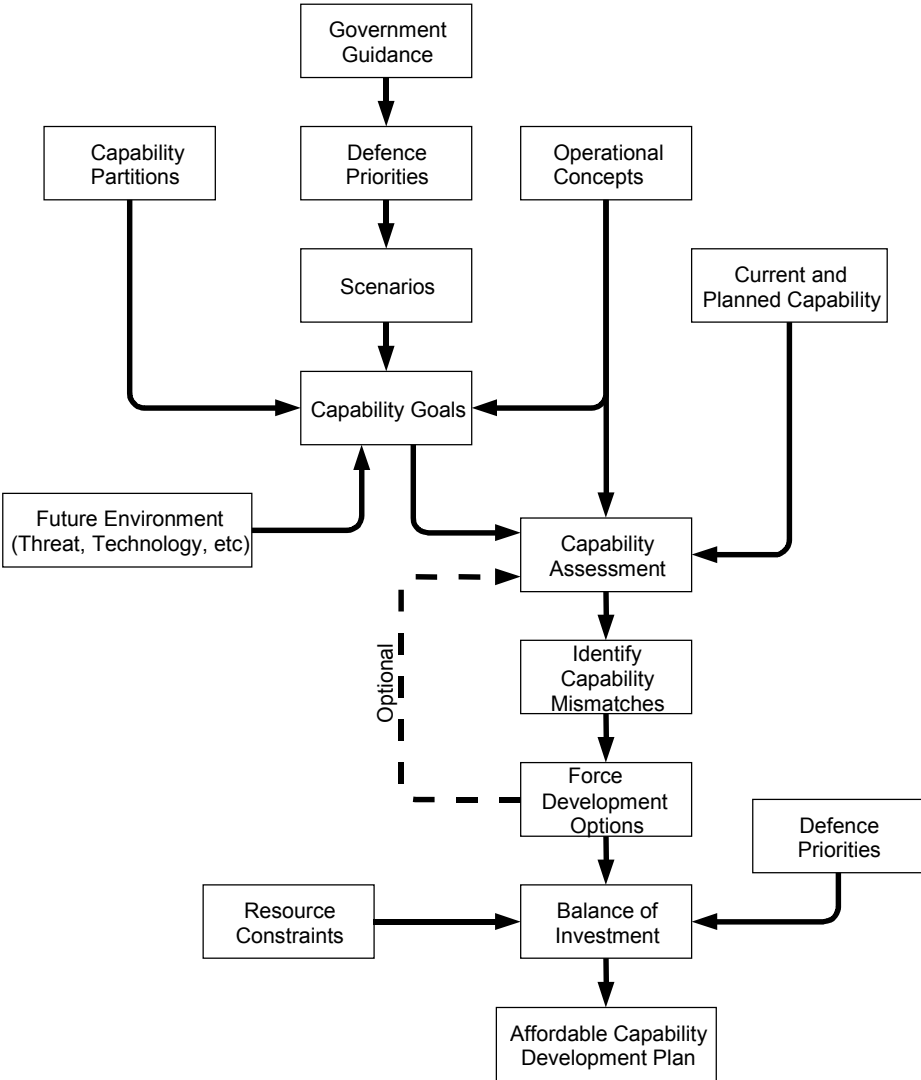 Government
Guidance
Capability
Partitions
Defence
Priorities
Operational
Concepts
Scenarios
Current and
Planned Capability
Capability Goals
Future Environment
(Threat, Technology, etc)
Capability
Assessment
Optional
Identify
Capability
Mismatches
Force
Development
Options
Defence
Priorities
Resource
Constraints
Balance of
Investment
Affordable Capability
Development Plan